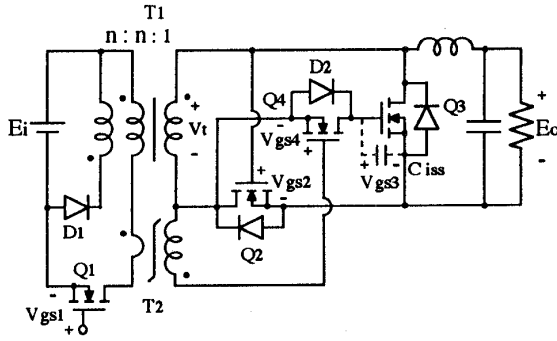 T1
n : n : 1
D2
Q4
Q3
+
Vt
-
Ei
Vgs4
+
Vgs3
-
Ciss
+
Eo
-
Vgs2
+
-
D1
Q1
Q2
T2
Vgs1
-
+